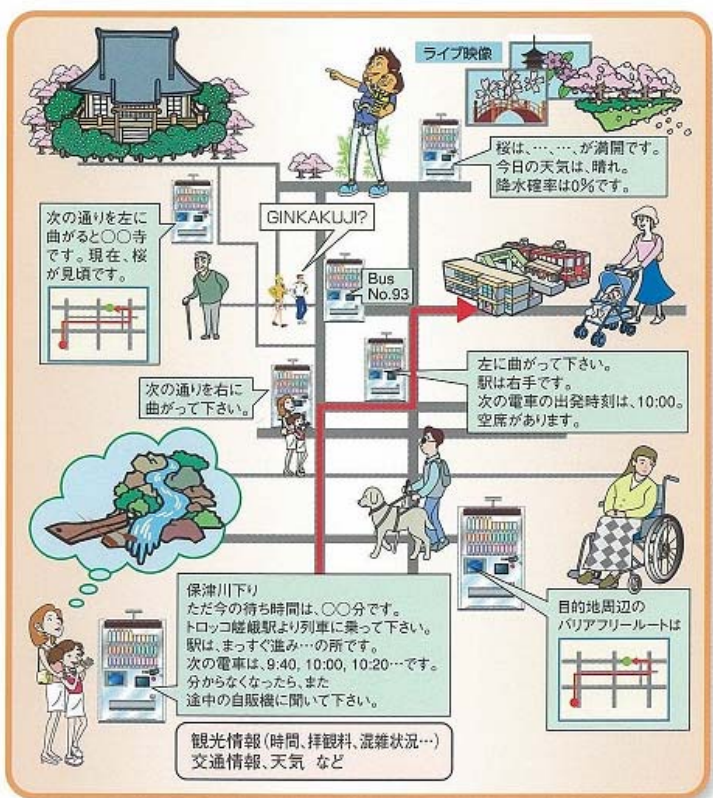 ライブ映像
桜は、…、…、が満開です。
今日の天気は、晴れ。
降水確率は0%です。
次の通りを左に
曲がると〇〇寺
です。現在、桜
が見頃です。
GINKAKUJI?
Bus
No.93
次の通りを右に
曲がって下さい。
左に曲がって下さい。
駅は右手です。
次の電車の出発時刻は、10:00。
空席があります。
保津川下り
ただ今の待ち時間は、〇〇分です。
トロッコ嵯峨駅より列車に乗って下さい。
駅は、まっすぐ進み…の所です。
次の電車は、9:40, 10:00, 10:20…です。
分からなくなったら、また
途中の自販機に聞いて下さい。
目的地周辺の
バリアフリールートは
観光情報(時間、拝観料、混雑状況…)
交通情報、天気 など